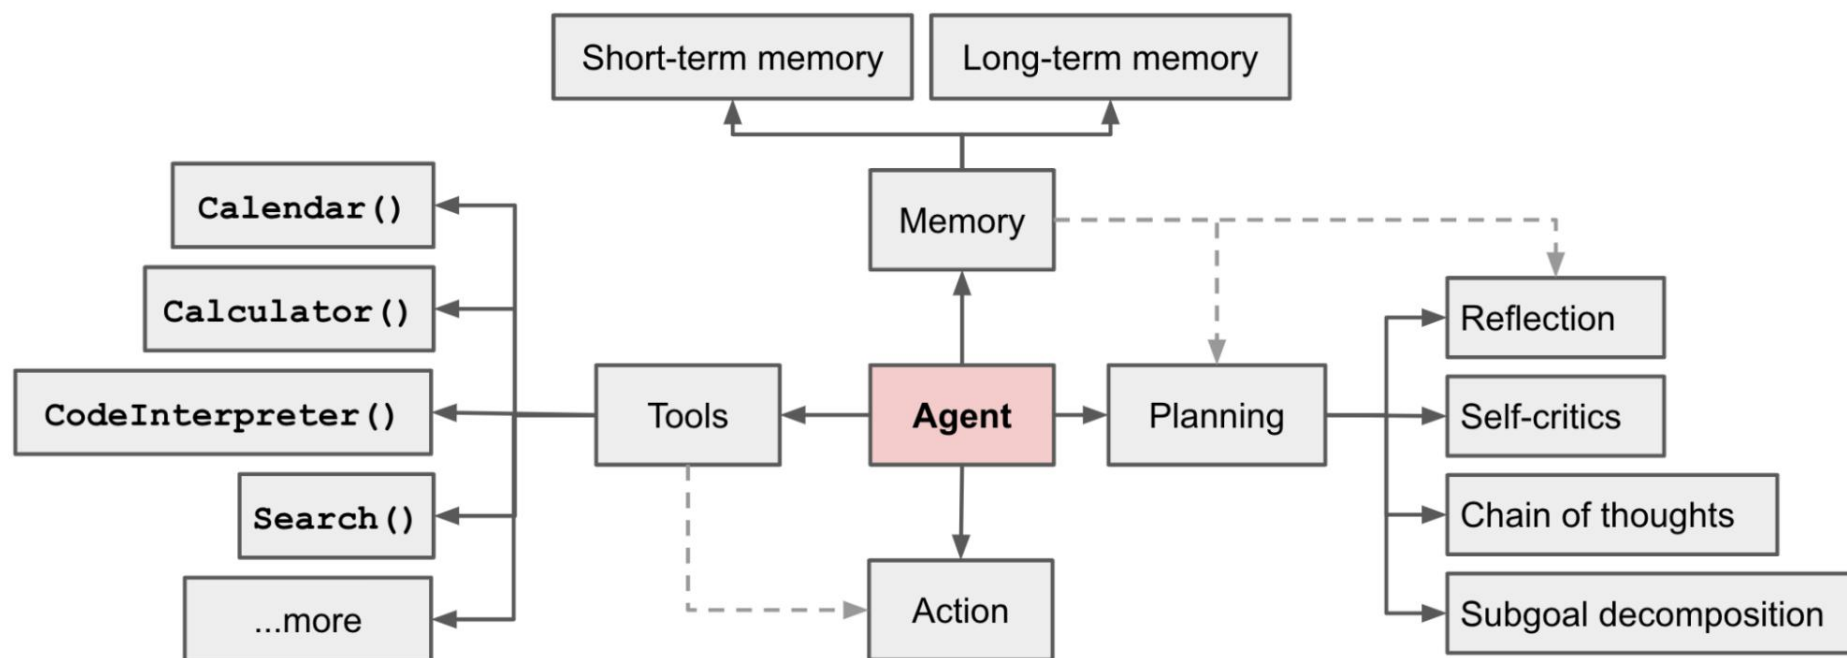 Short-term memory
Long-term memory
Calendar()
Memory
Calculator()
Reflection
CodeInterpreter()
Tools
Agent
Planning
Self-critics
Search()
Chain of thoughts
...more
Action
Subgoal decomposition